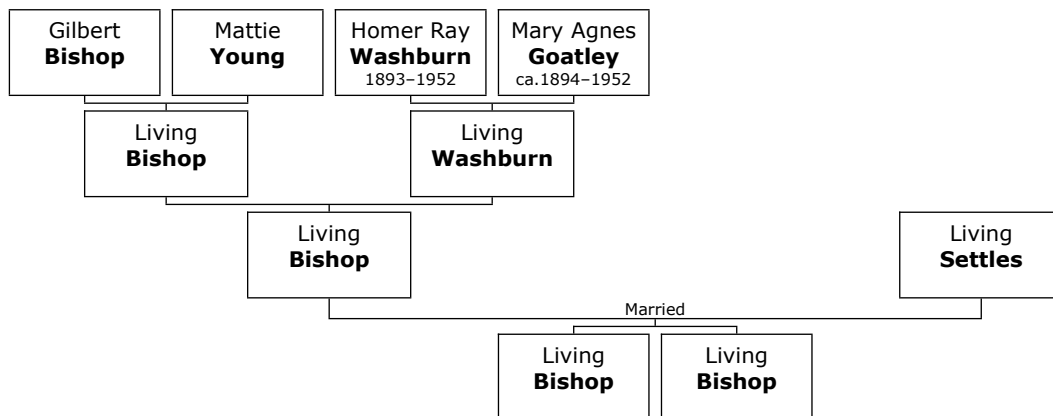 Gilbert
Bishop
Mattie
Young
Homer Ray
Washburn
1893–1952
Mary Agnes
Goatley
ca.1894–1952
Living
Bishop
Living
Washburn
Living
Bishop
Living
Settles
Married
Living
Bishop
Living
Bishop